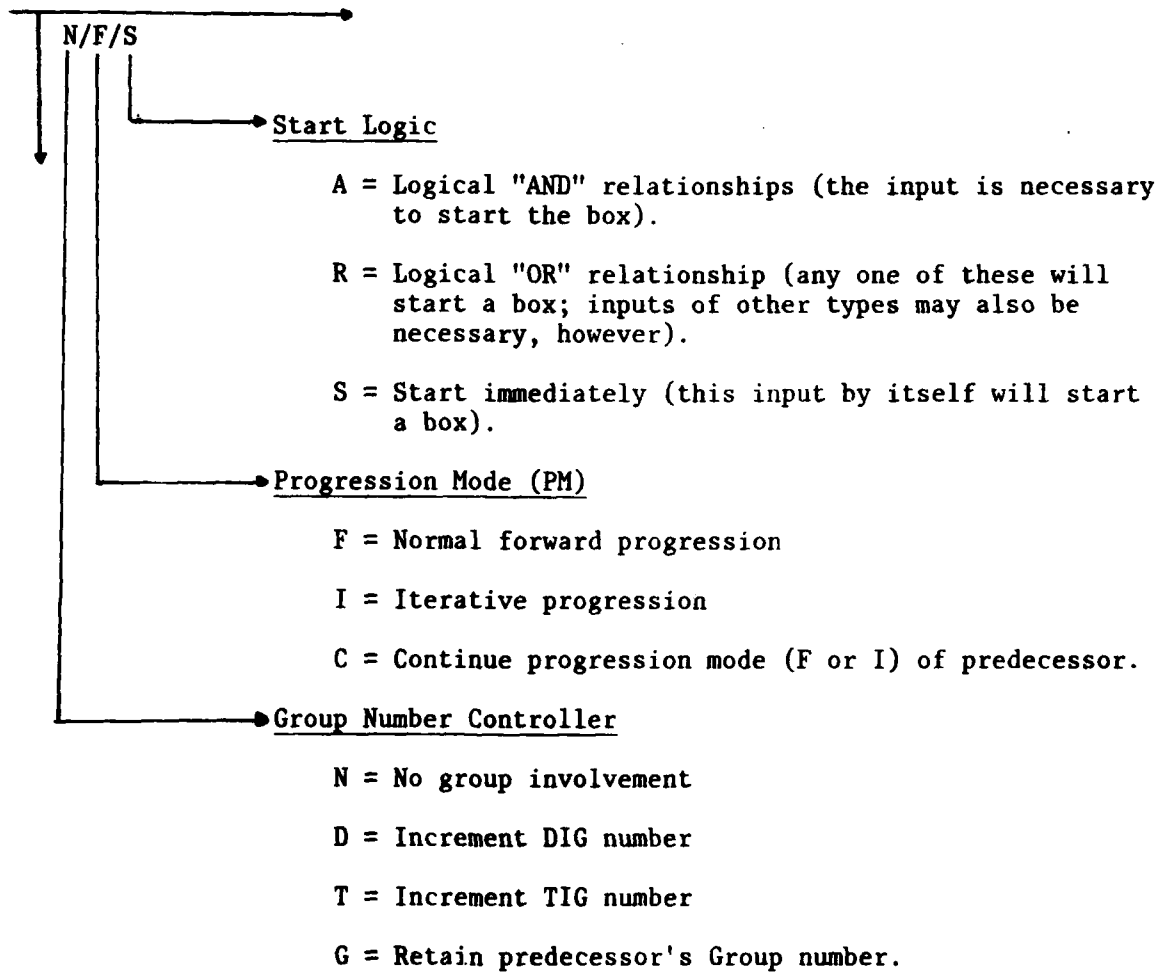 N/F/S
Start Logic
A = Logical "AND" relationships (the input is necessary
to start the box).
R = Logical "OR" relationship (any one of these will
start a box; inputs of other types may also be
necessary, however).
S = Start immediately (this input by itself will start
a box).
Progression Mode (PM)
F = Normal forward progression
I = Iterative progression
C = Continue progression mode (F or I) of predecessor.
Group Number Controller
N = No group involvement
D = Increment DIG number
T = Increment TIG number
G = Retain predecessor's Group number.